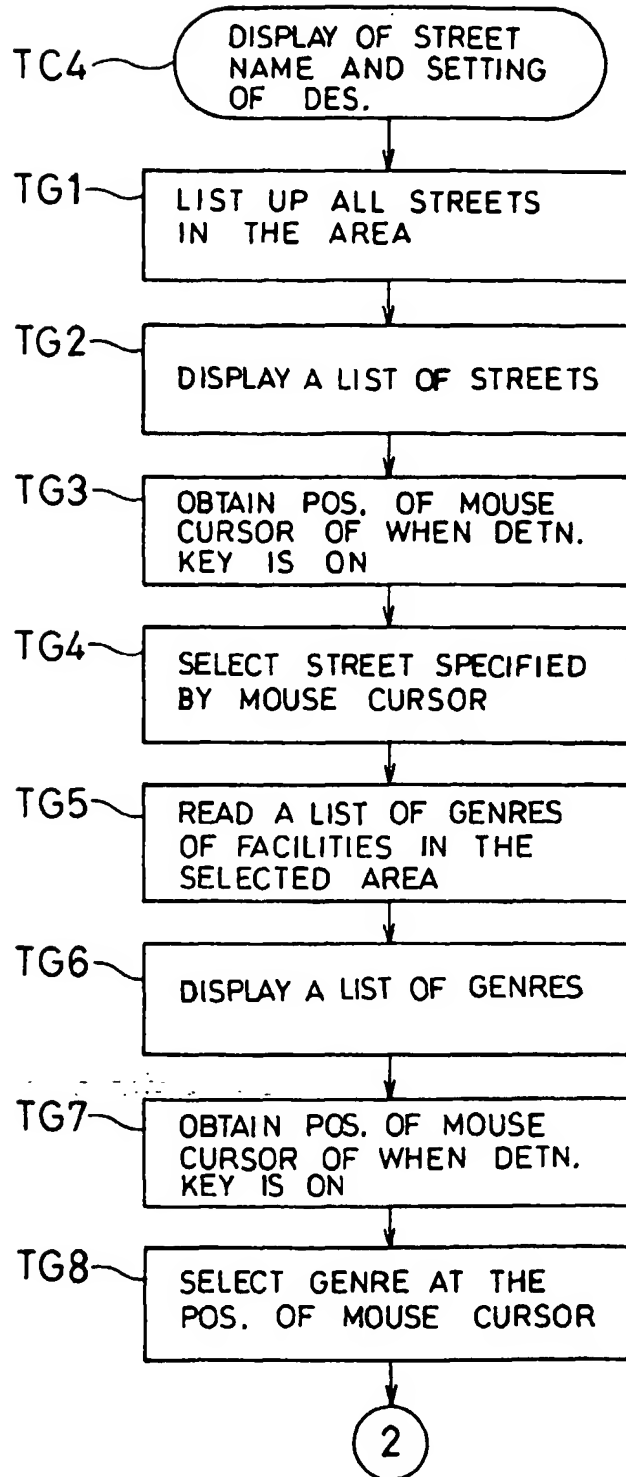 TC4
DISPLAY OF STREET
NAME AND SETTING
OF DES.
TG1
LIST UP ALL STREETS
IN THE AREA
TG2
DISPLAY A LIST OF STREETS
TG3
OBTAIN POS. OF MOUSE
CURSOR OF WHEN DETN.
KEY IS ON
TG4
SELECT STREET SPECIFIED
BY MOUSE CURSOR
TG5
READ A LIST OF GENRES
OF FACILITIES IN THE
SELECTED AREA
TG6
DISPLAY A LIST OF GENRES
TG7
OBTAIN POS. OF MOUSE
CURSOR OF WHEN DETN.
KEY IS ON
TG8
SELECT GENRE AT THE
POS. OF MOUSE CURSOR
2